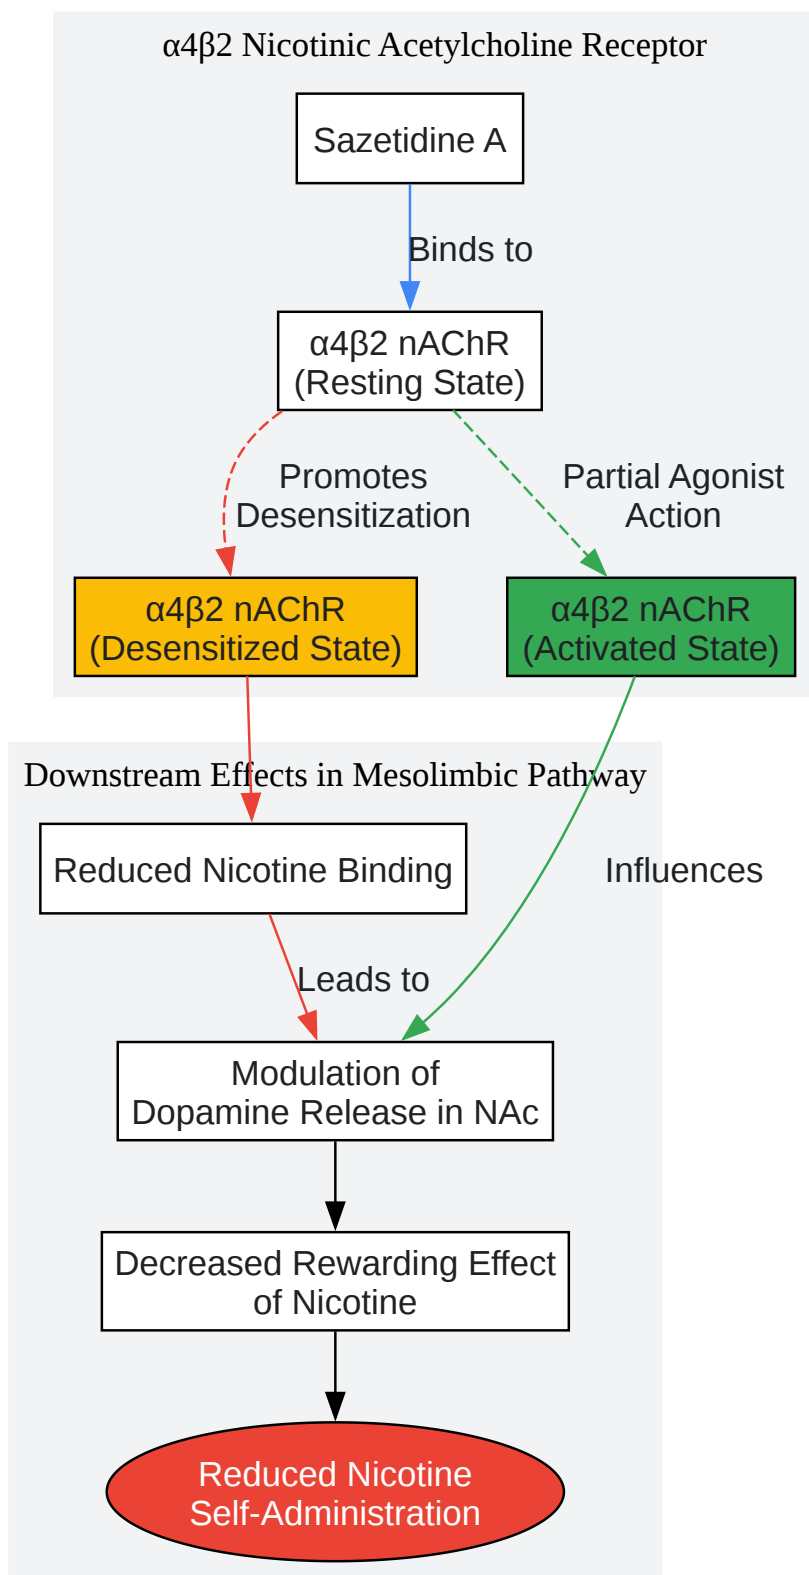 α4β2 Nicotinic Acetylcholine Receptor
Sazetidine A
Binds to
α4β2 nAChR
(Resting State)
Promotes
Desensitization
Partial Agonist
Action
α4β2 nAChR
(Desensitized State)
α4β2 nAChR
(Activated State)
Downstream Effects in Mesolimbic Pathway
Reduced Nicotine Binding
Influences
Leads to
Modulation of
Dopamine Release in NAc
Decreased Rewarding Effect
of Nicotine
Reduced Nicotine
Self-Administration